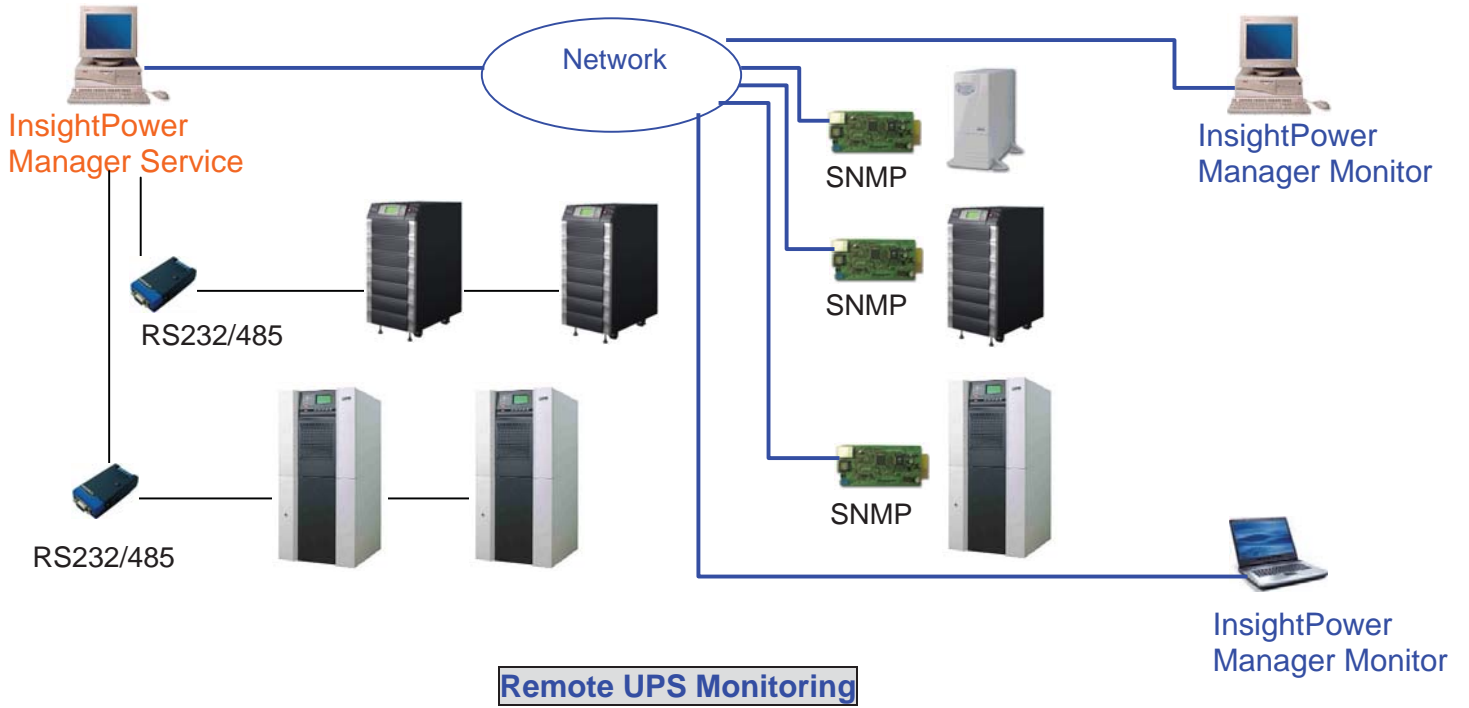 Network
InsightPower
Manager Service
InsightPower
Manager Monitor
SNMP
SNMP
RS232/485
SNMP
RS232/485
InsightPower
Manager Monitor
Remote UPS Monitoring